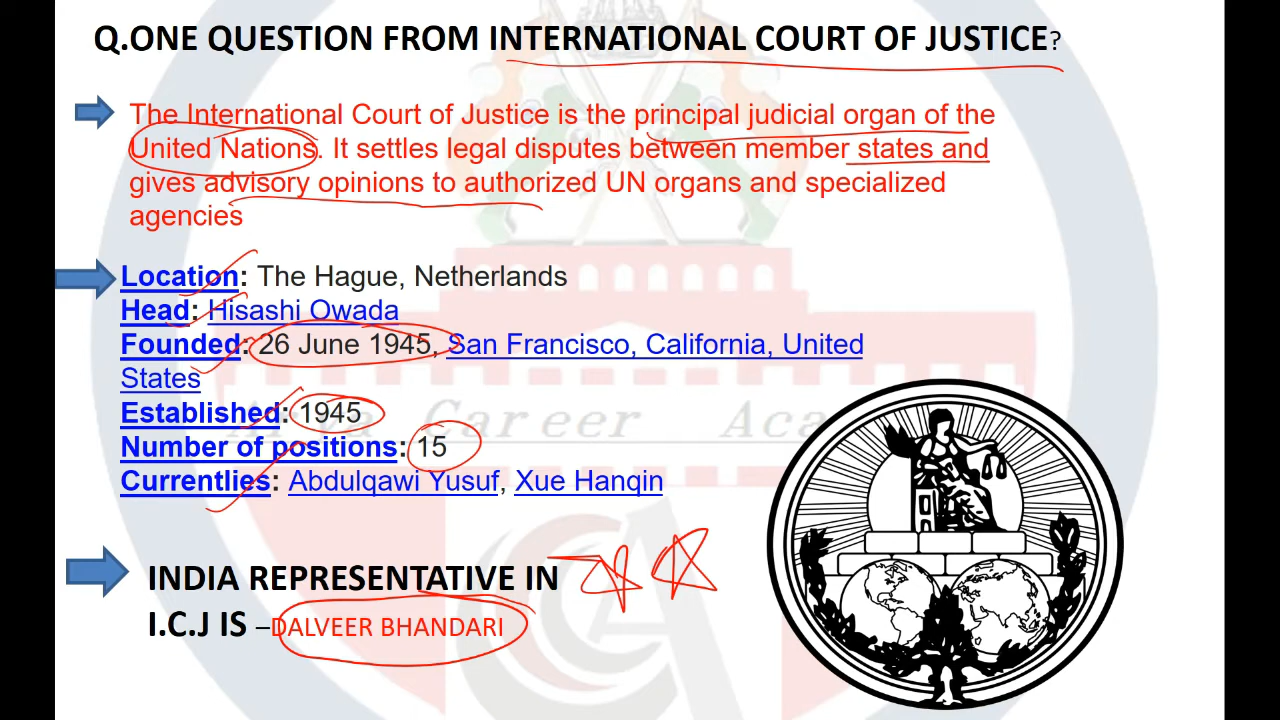 Q.ONE QUESTION FROM INTERNATIONAL COURT OF JUSTICE?
The International Court of Justice is the principal judicial organ of the
United Nations. It settles legal disputes between member states and
gives advisory opinions to authorized UN organs and specialized
agencies
Location: The Hague, Netherlands
Head: Hisashi Owada
Founded: 26 June 1945, San Francisco, California, United
States
Established: 1945
Number of positions: 15
Currentlies: Abdulqawi Yusuf, Xue Hanqin
INDIA REPRESENTATIVE IN
I.C.J IS –DALVEER BHANDARI
Career Aca